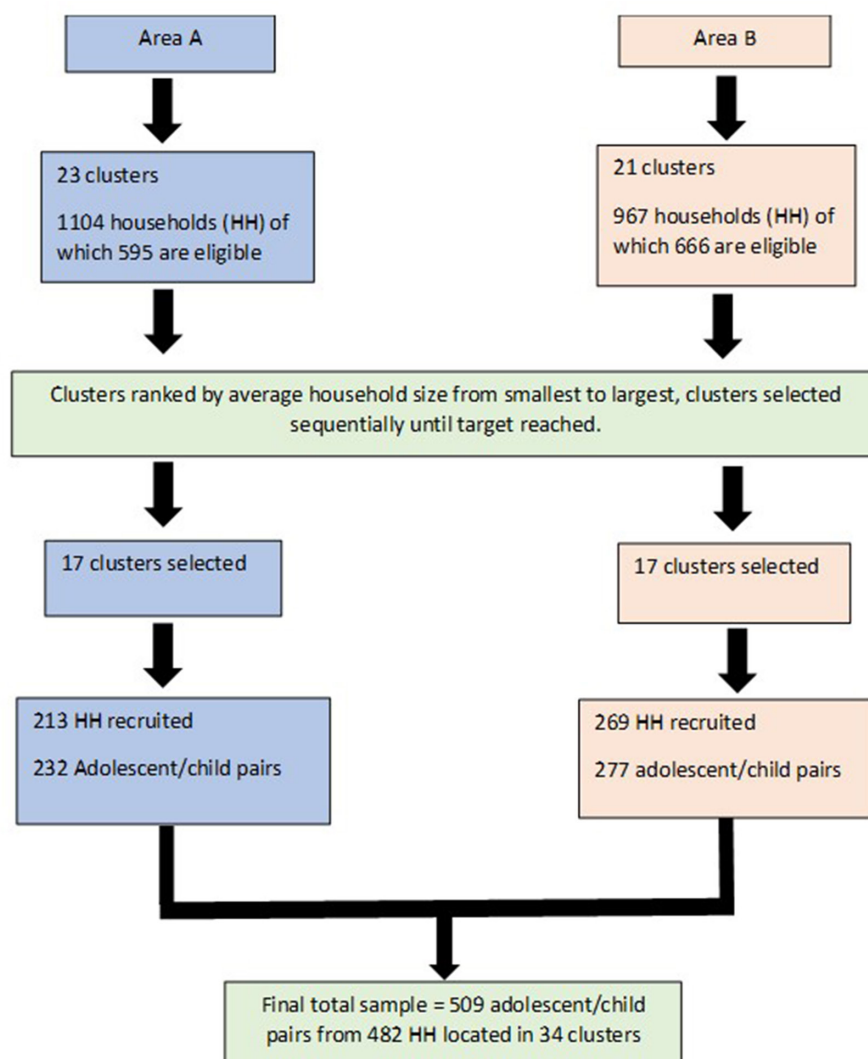 Area A
Area B
23 clusters
1104 households (HH) of
which 595 are eligible
21 clusters
967 households (HH) of
which 666 are eligible
Clusters ranked by average household size from smallest to largest, clusters selected
sequentially until target reached.
17 clusters selected
17 clusters selected
213 HH recruited
232 Adolescent/child pairs
269 HH recruited
277 adolescent/child pairs
Final total sample = 509 adolescent/child
pairs from 482 HH located in 34 clusters